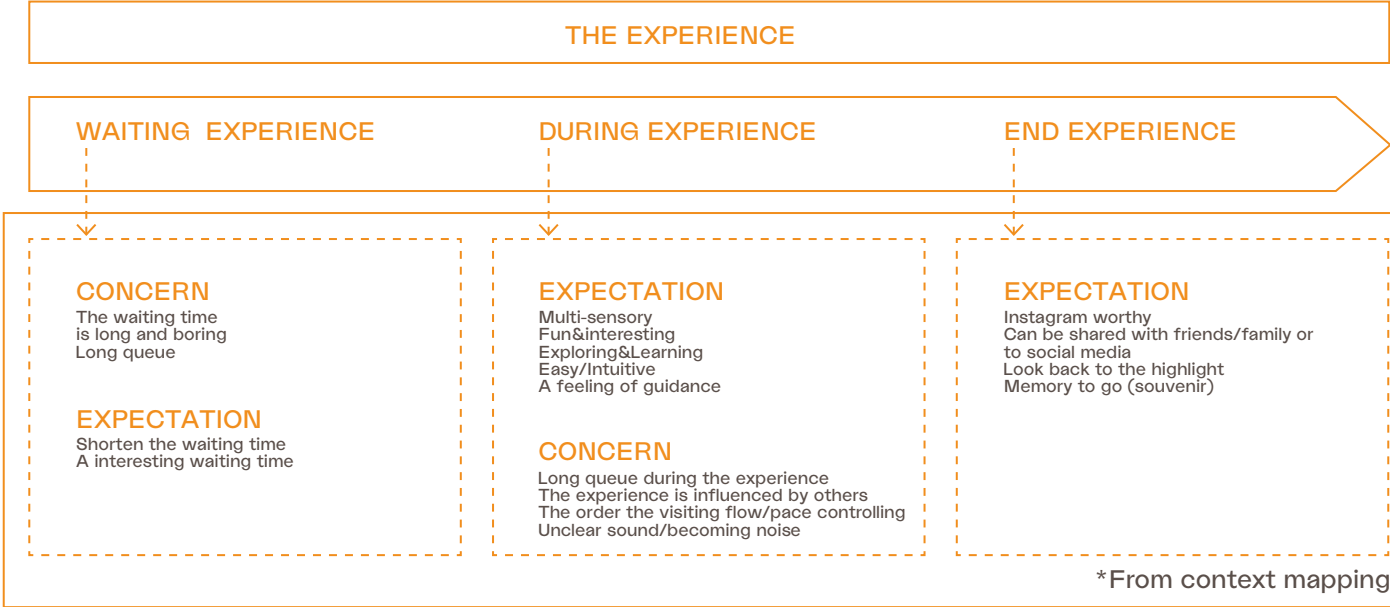 THE EXPERIENCE
WAITING EXPERIENCE
DURING EXPERIENCE
END EXPERIENCE
CONCERN
The waiting time
is long and boring
Long queue
EXPECTATION
Shorten the waiting time
A interesting waiting time
EXPECTATION
Multi-sensory
Fun&interesting
Exploring&Learning
Easy/Intuitive
A feeling of guidance
CONCERN
Long queue during the experience
The experience is influenced by others
The order the visiting flow/pace controlling
Unclear sound/becoming noise
EXPECTATION
Instagram worthy
Can be shared with friends/family or
to social media
Look back to the highlight
Memory to go (souvenir)
*From context mapping